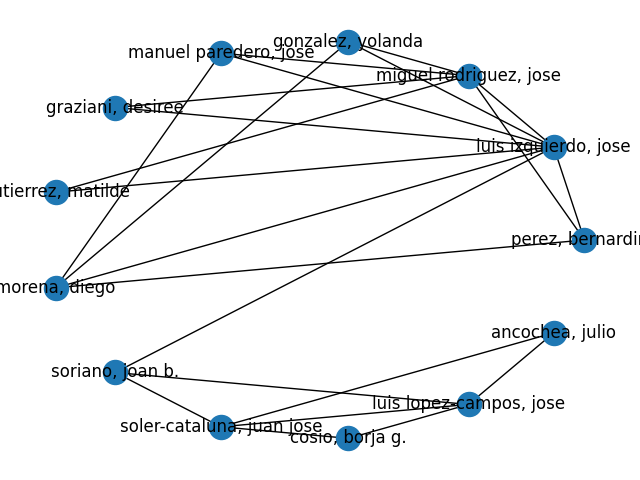 gonzalez, yolanda
manuel paredero, jose
miguel rodriguez, jose
graziani, desiree
luis izquierdo, jose
utierrez, matilde
perez, bernardin
morena, diego
ancochea, julio
soriano, joan b.
luis lopez-campos, jose
soler-cataluna, juan jose
cosio, borja g.